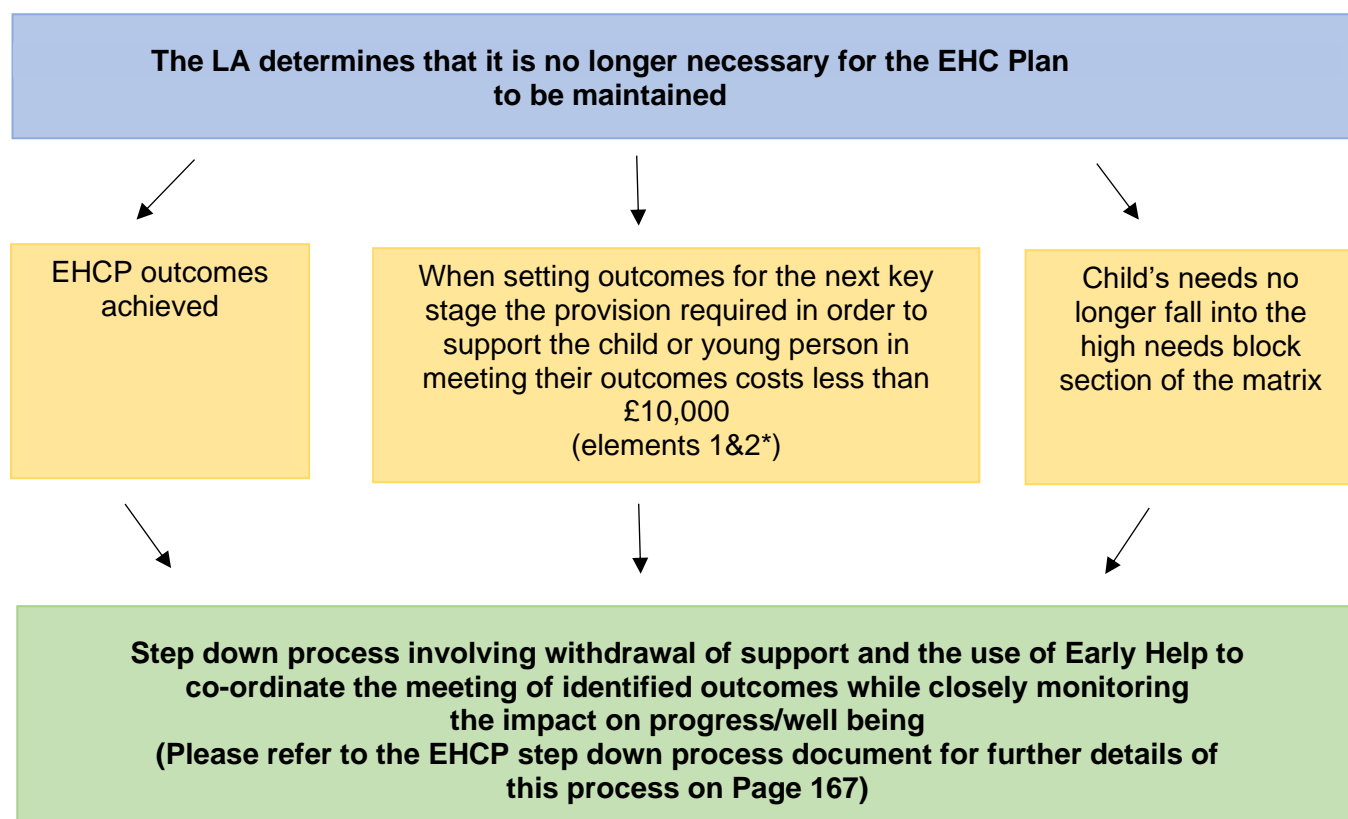 The LA determines that it is no longer necessary for the EHC Plan
to be maintained
EHCP outcomes
achieved
When setting outcomes for the next key
stage the provision required in order to
support the child or young person in
meeting their outcomes costs less than
£10,000
(elements 1&2*)
Child's needs no
longer fall into the
high needs block
section of the matrix
Step down process involving withdrawal of support and the use of Early Help to
co-ordinate the meeting of identified outcomes while closely monitoring
the impact on progress/well being
(Please refer to the EHCP step down process document for further details of
this process on Page 167)